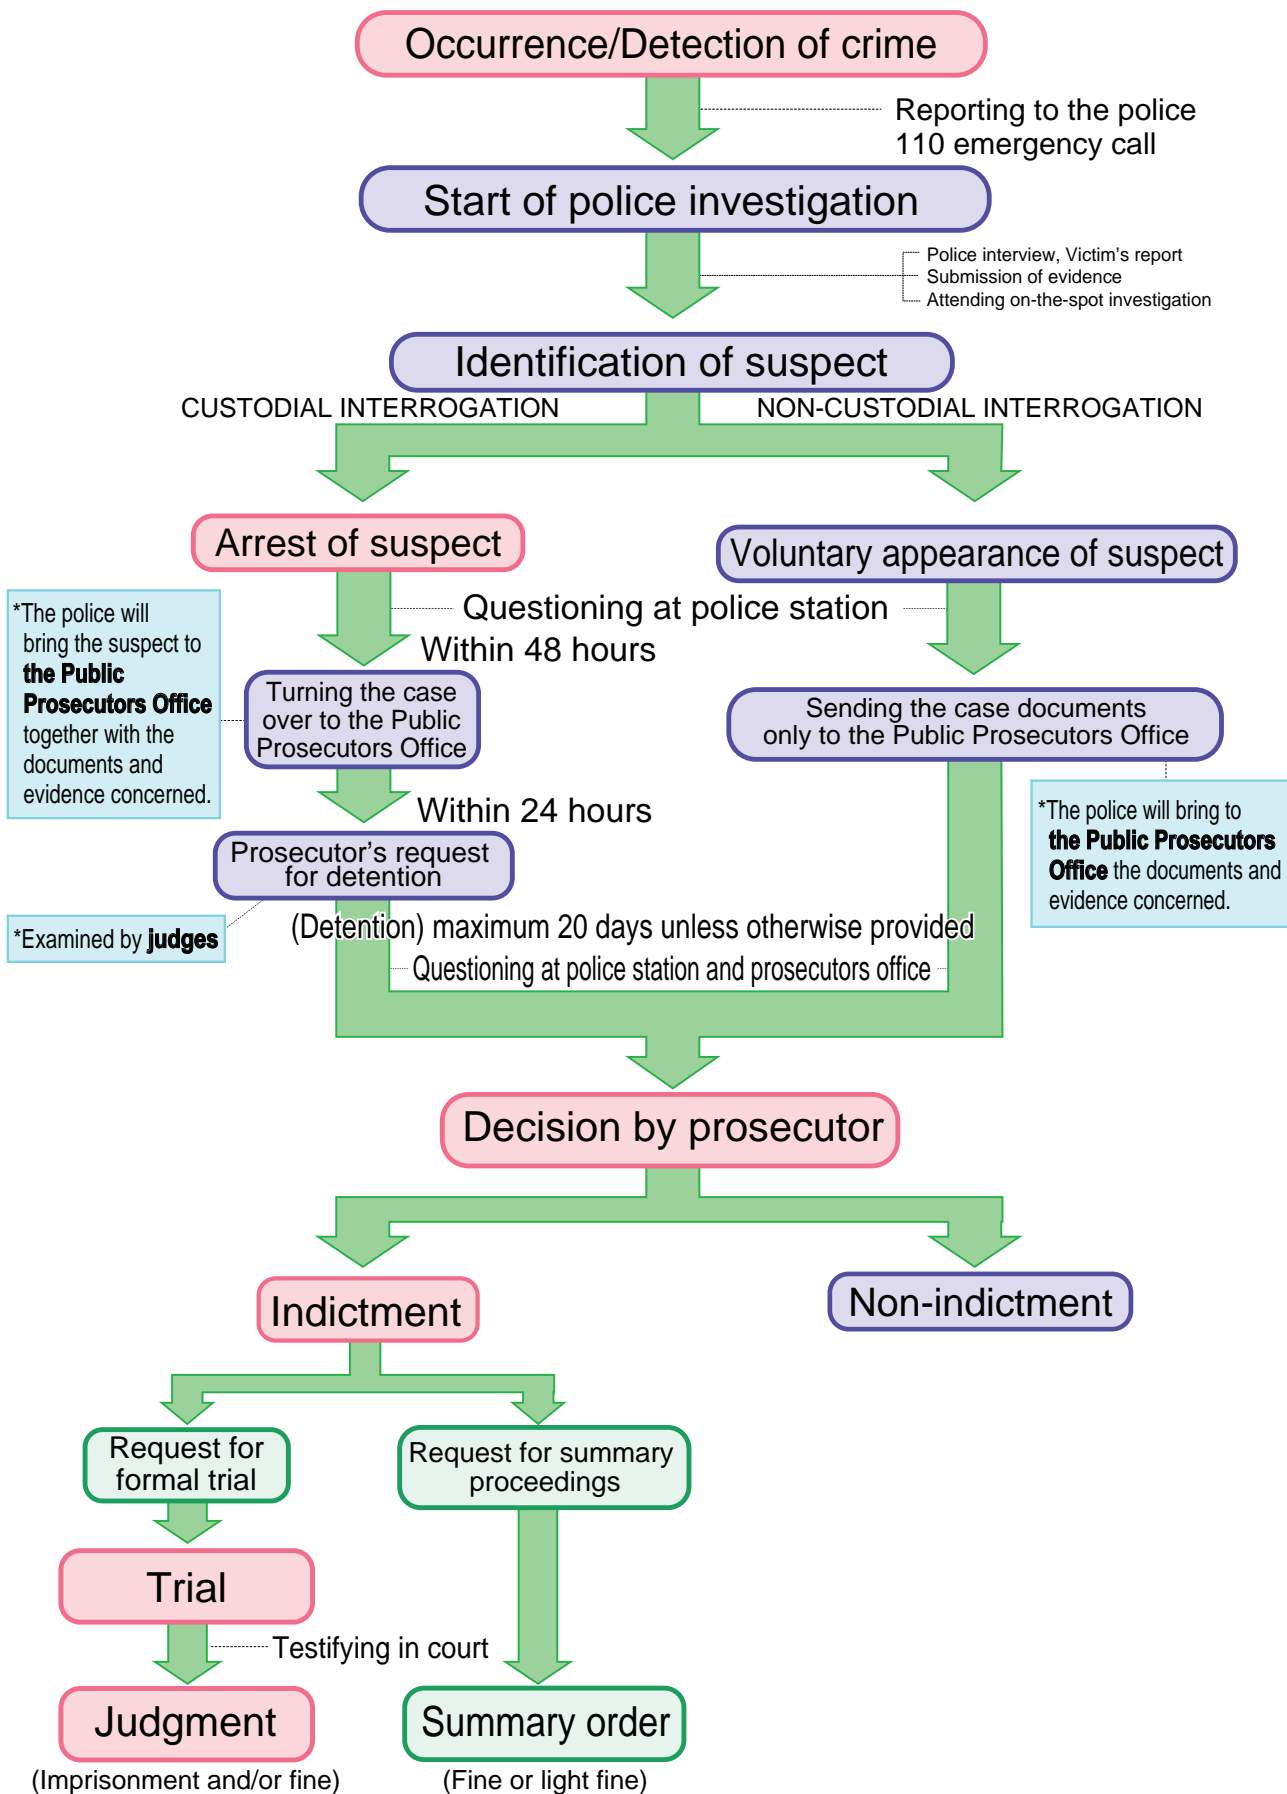 Occurrence/Detection of crime
Reporting to the police
110 emergency call
Start of police investigation
Police interview, Victim's report
Submission of evidence
Attending on-the-spot investigation
Identification of suspect
CUSTODIAL INTERROGATION
NON-CUSTODIAL INTERROGATION
Arrest of suspect
Voluntary appearance of suspect
Questioning at police station
Within 48 hours
*The police will
bring the suspect to
the Public
Prosecutors Office
together with the
documents and
evidence concerned.
Turning the case
over to the Public
Prosecutors Office
Sending the case documents
only to the Public Prosecutors Office
*The police will bring to
the Public Prosecutors
Office the documents and
evidence concerned.
Within 24 hours
Prosecutor's request
for detention
*Examined by judges
(Detention) maximum 20 days unless otherwise provided
Questioning at police station and prosecutors office
Decision by prosecutor
Indictment
Non-indictment
Request for
formal trial
Request for summary
proceedings
Trial
Testifying in court
Judgment
(Imprisonment and/or fine)
Summary order
(Fine or light fine)